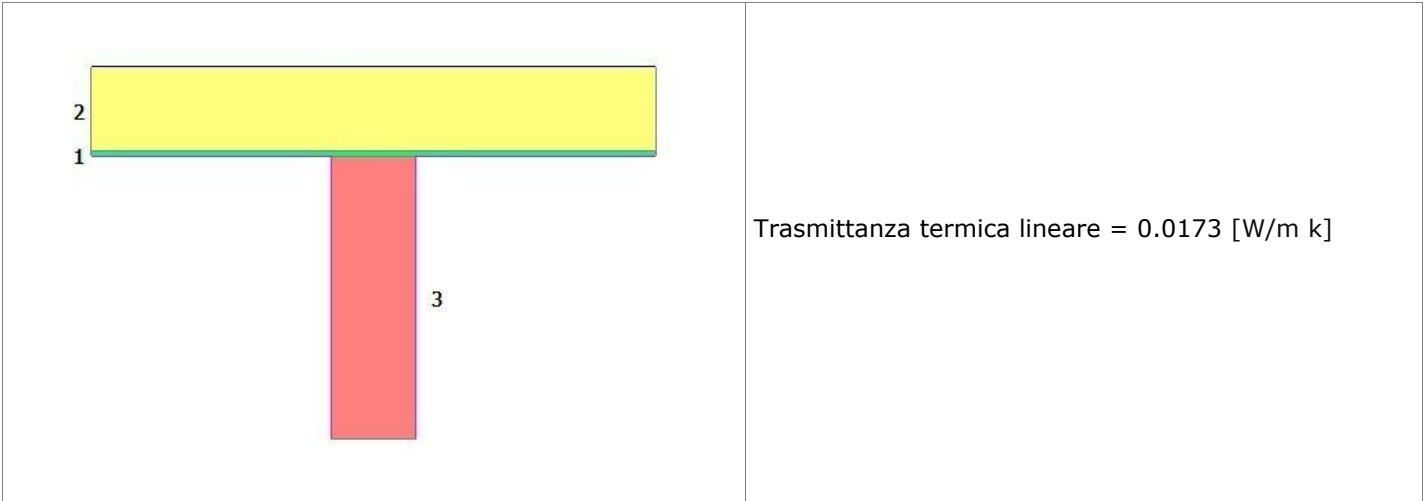 2
1
3
Trasmittanza termica lineare = 0.0173 [W/m k]